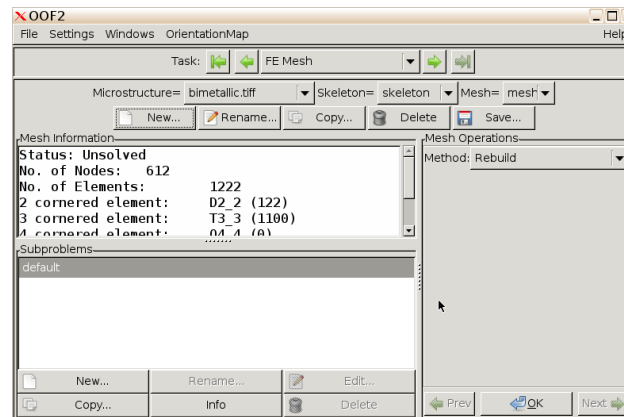 OOF2
File Settings Windows OrientationMap Help
Task: FE Mesh
Microstructure= bimetallic.tiff Skeleton= skeleton Mesh= mesh
New... Rename... Copy... Delete Save...
Mesh Information
Mesh Operations
Status: Unsolved
Method: Rebuild
No. of Nodes: 612
No. of Elements: 1222
2 cornered element: D2_2 (122)
3 cornered element: T3_3 (1100)
4 cornered element: Q4_4 (0)
Subproblems
default
New... Rename... Edit...
Copy... Info Delete
Prev OK Next